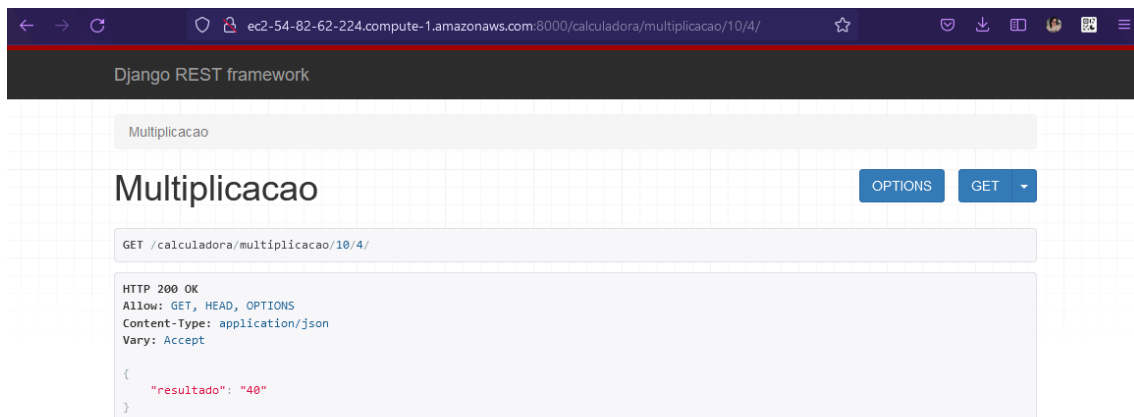 ec2-54-82-62-224.compute-1.amazonaws.com:8000/calculadora/multiplicacao/10/4/
Django REST framework
Multiplicacao
Multiplicacao
OPTIONS
GET
GET /calculadora/multiplicacao/10/4/
HTTP 200 OK
Allow: GET, HEAD, OPTIONS
Content-Type: application/json
Vary: Accept
{
"resultado": "40"
}